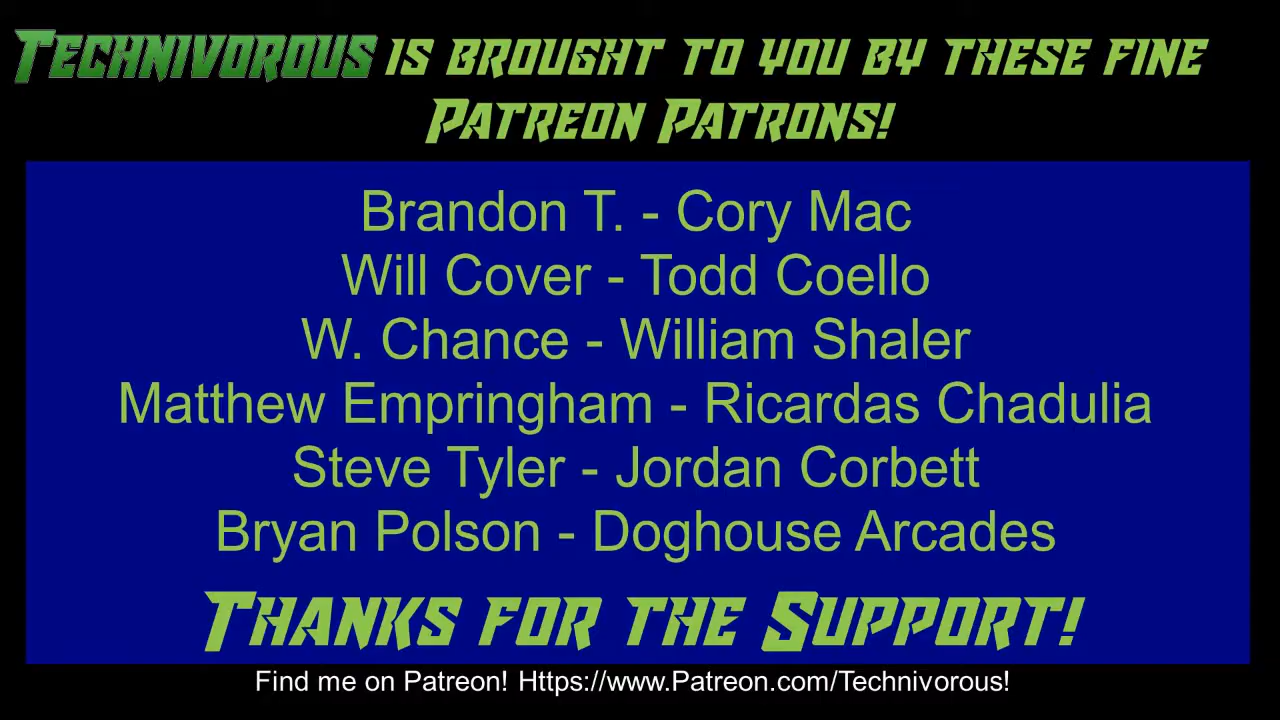 Technivorous is brought to you by these fine
Patreon Patrons!
Brandon T. - Cory Mac
Will Cover - Todd Coello
W. Chance - William Shaler
Matthew Empringham - Ricardas Chadulia
Steve Tyler - Jordan Corbett
Bryan Polson - Doghouse Arcades
Thanks for the Support!
Find me on Patreon! Https://www.Patreon.com/Technivorous!